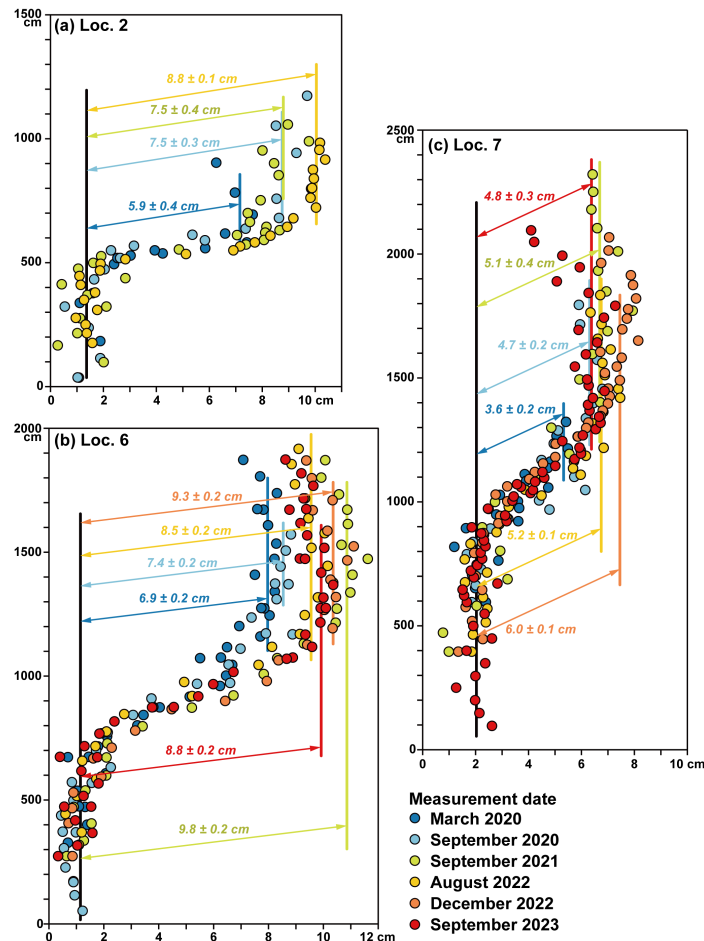 1500
cm
(a) Loc. 2
8.8 ± 0.1 cm
7.5 ± 0.4 cm
1000
7.5 ± 0.3 cm
5.9 ± 0.4 cm
500
0
0 2 4 6 8 10 cm
2000
cm
(b) Loc. 6
9.3 ± 0.2 cm
8.5 ± 0.2 cm
1500
7.4 ± 0.2 cm
6.9 ± 0.2 cm
1000
8.8 ± 0.2 cm
500
9.8 ± 0.2 cm
0
0 2 4 6 8 10 12 cm
2500
cm
(c) Loc. 7
4.8 ± 0.3 cm
2000
5.1 ± 0.4 cm
4.7 ± 0.2 cm
1500
3.6 ± 0.2 cm
1000
5.2 ± 0.1 cm
500
6.0 ± 0.1 cm
0
0 2 4 6 8 10 cm
Measurement date
March 2020
September 2020
September 2021
August 2022
December 2022
September 2023